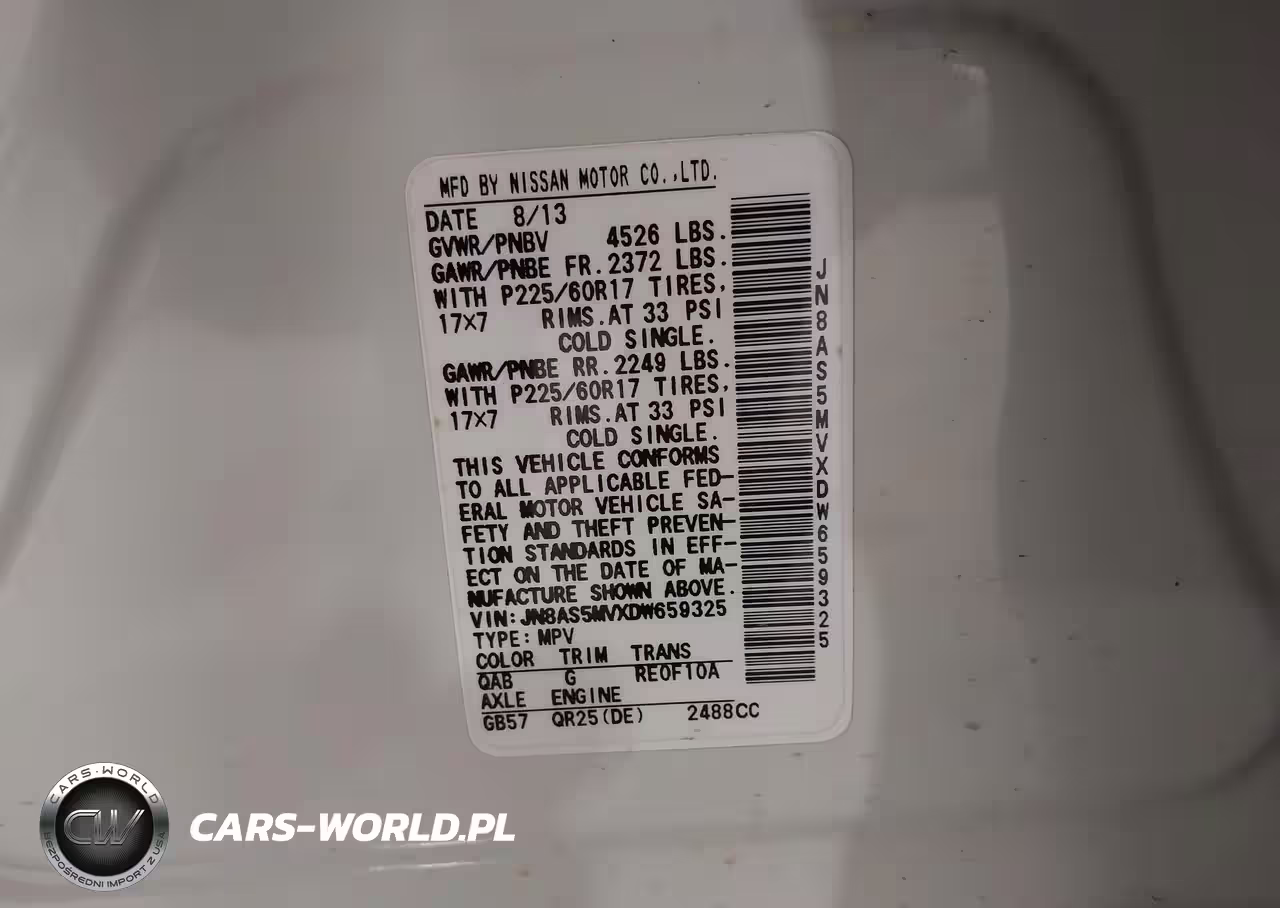 MFD BY NISSAN MOTOR CO.,LTD.
DATE 8/13
GVWR/PNBV 4526 LBS.
GAWR/PNBE FR.2372 LBS.
WITH P225/60R17 TIRES,
17×7 RIMS.AT 33 PSI
COLD SINGLE.
GAWR/PNBE RR.2249 LBS.
WITH P225/60R17 TIRES,
17×7 RIMS.AT 33 PSI
COLD SINGLE.
THIS VEHICLE CONFORMS
TO ALL APPLICABLE FED-
ERAL MOTOR VEHICLE SA-
FETY AND THEFT PREVEN-
TION STANDARDS IN EFF-
ECT ON THE DATE OF MA-
NUFACTURE SHOWN ABOVE.
VIN:JN8AS5MVXDW659325
TYPE:MPV
COLOR TRIM TRANS
QAB G RE0F10A
AXLE ENGINE
GB57 QR25(DE) 2488CC
JN8AS5MVXDW659325
CARS-WORLD
CW
BEZPOŚREDNI IMPORT Z USA
CARS-WORLD.PL